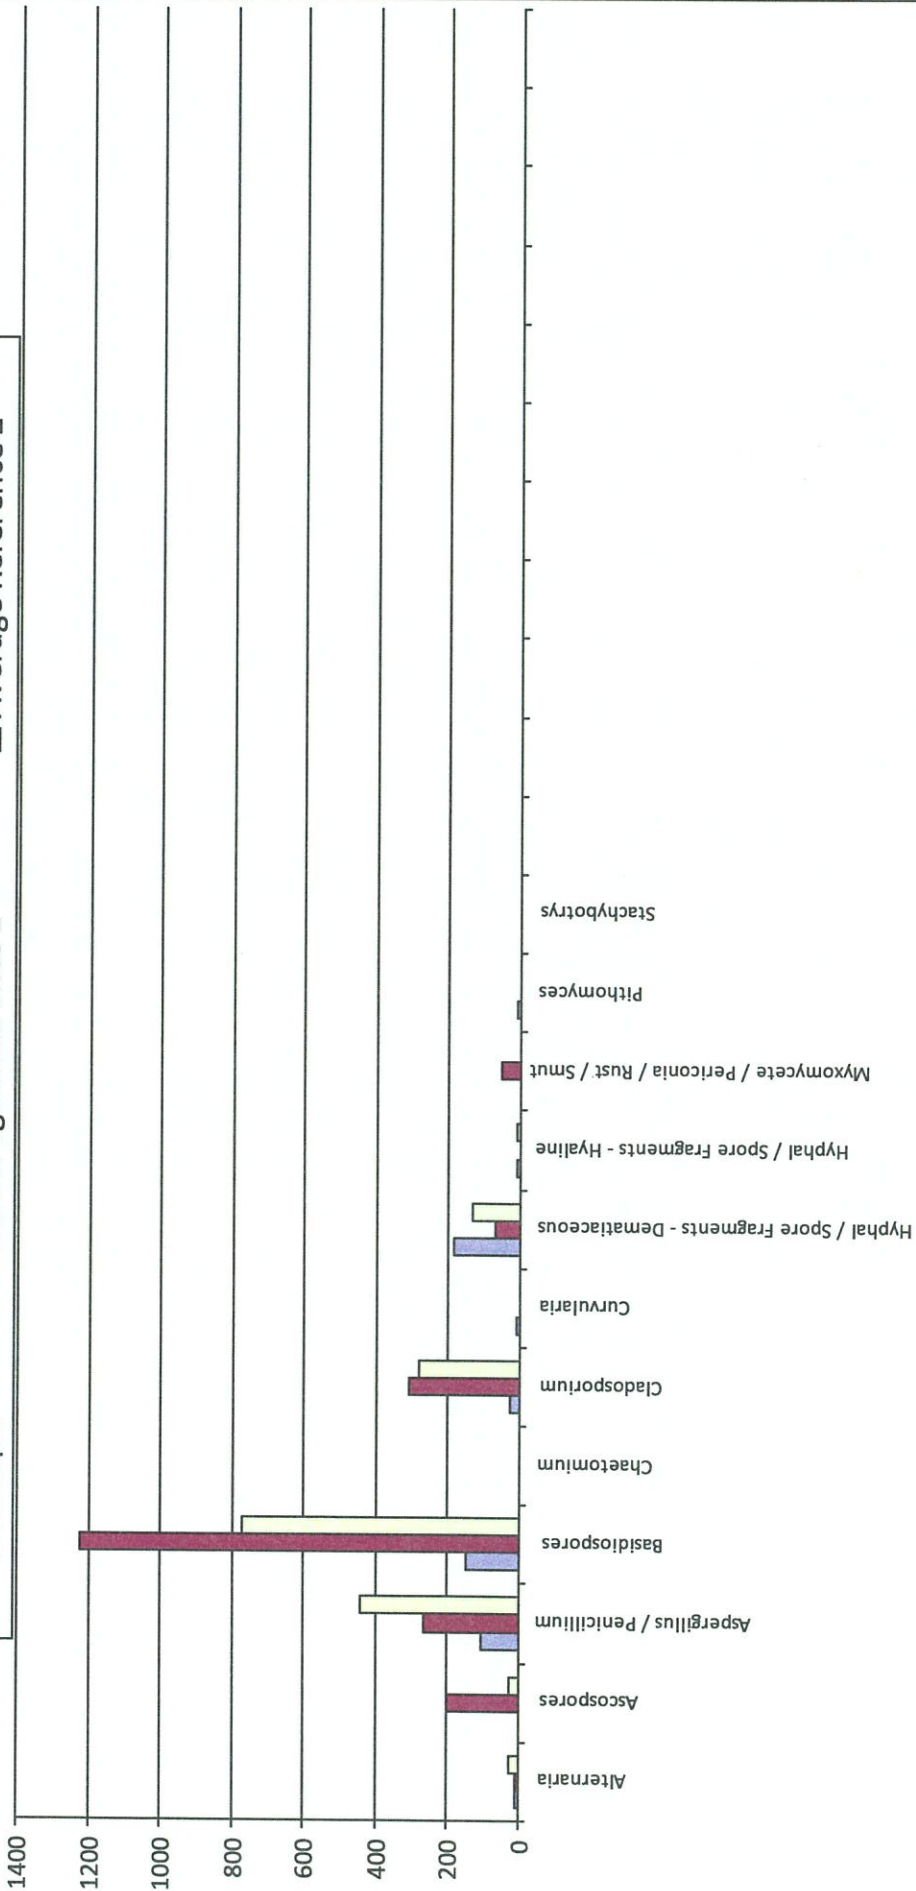 1400
1200
1000
800
600
400
200
0
Alternaria
Ascospores
Aspergillus / Penicillium
Basidiospores
Chaetomium
Cladosporium
Curvularia
Hyphal / Spore Fragments - Dematiaceous
Hyphal / Spore Fragments - Hyaline
Myxomycete / Periconia / Rust / Smut
Pithomyces
Stachybotrys